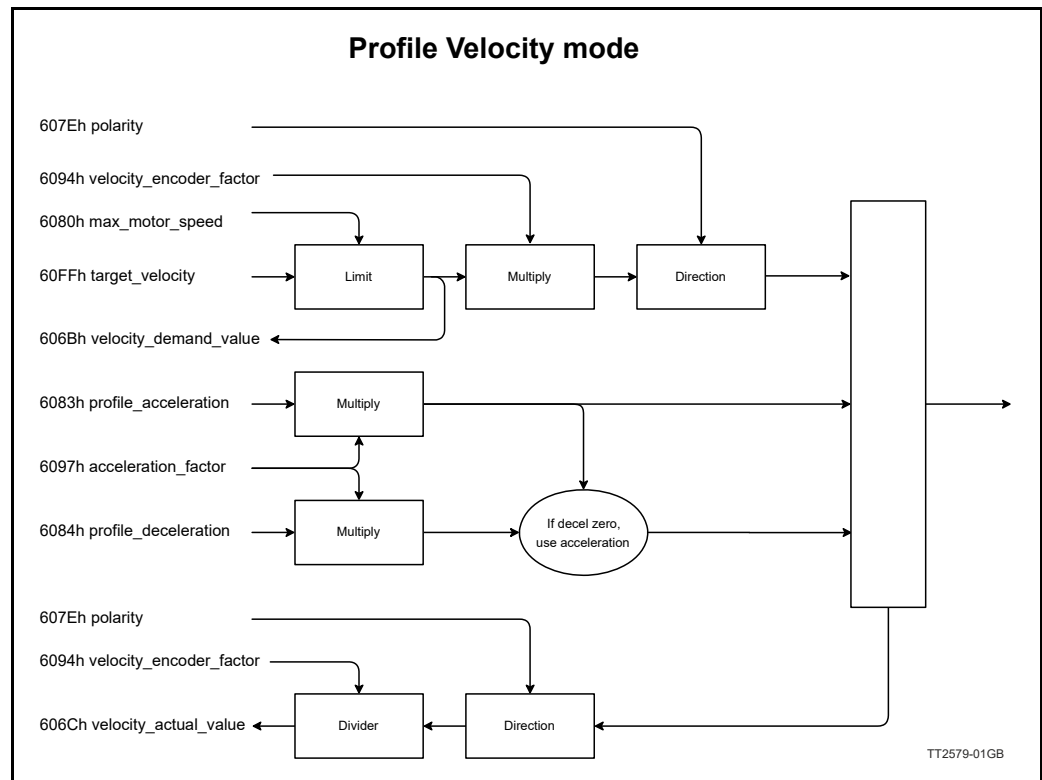 Profile Velocity mode
607Eh polarity
6094h velocity_encoder_factor
6080h max_motor_speed
60FFh target_velocity
Limit
Multiply
Direction
606Bh velocity_demand_value
6083h profile_acceleration
Multiply
6097h acceleration_factor
6084h profile_deceleration
Multiply
If decel zero,
use acceleration
607Eh polarity
6094h velocity_encoder_factor
606Ch velocity_actual_value
Divider
Direction
TT2579-01GB